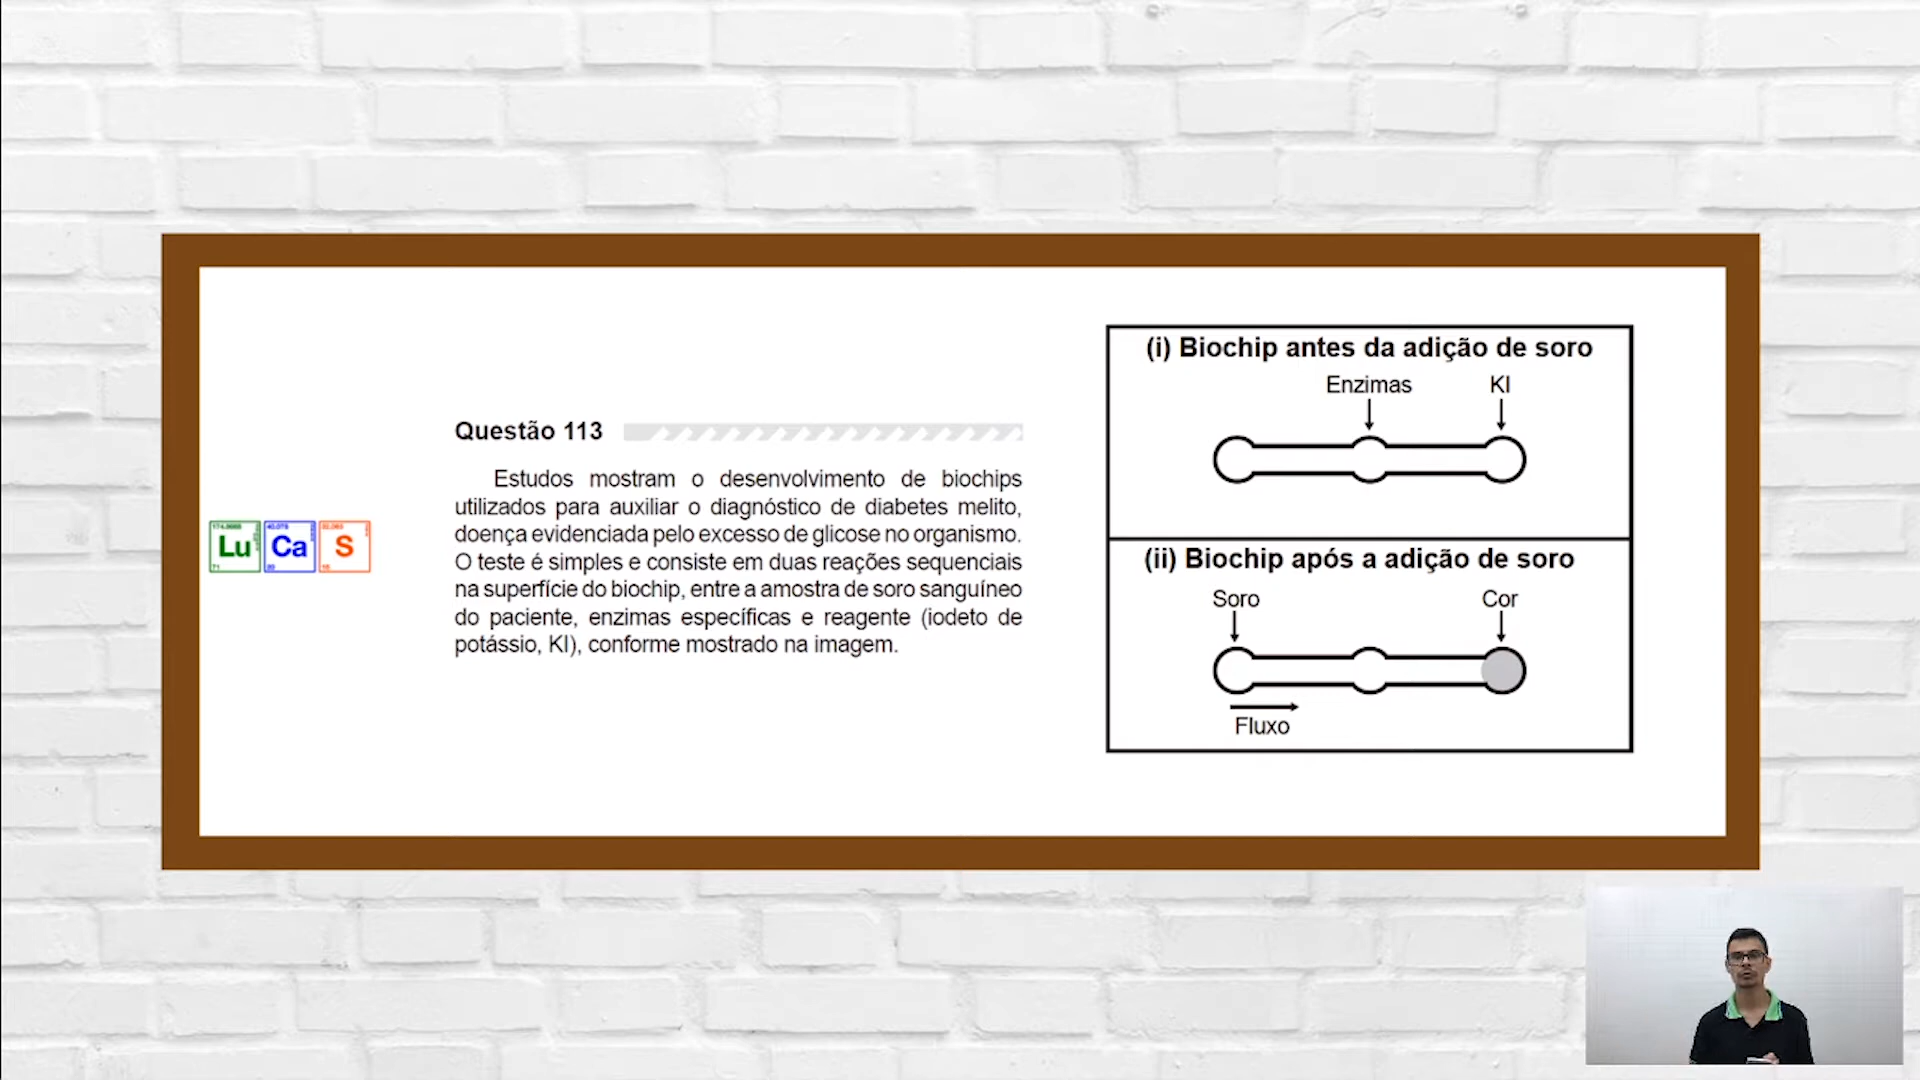 Questão 113
Estudos mostram o desenvolvimento de biochips
utilizados para auxiliar o diagnóstico de diabetes melito,
doença evidenciada pelo excesso de glicose no organismo.
O teste é simples e consiste em duas reações sequenciais
na superfície do biochip, entre a amostra de soro sanguíneo
do paciente, enzimas específicas e reagente (iodeto de
potássio, KI), conforme mostrado na imagem.
Lu Ca S
71 20 16
(i) Biochip antes da adição de soro
Enzimas KI
(ii) Biochip após a adição de soro
Soro Cor
Fluxo